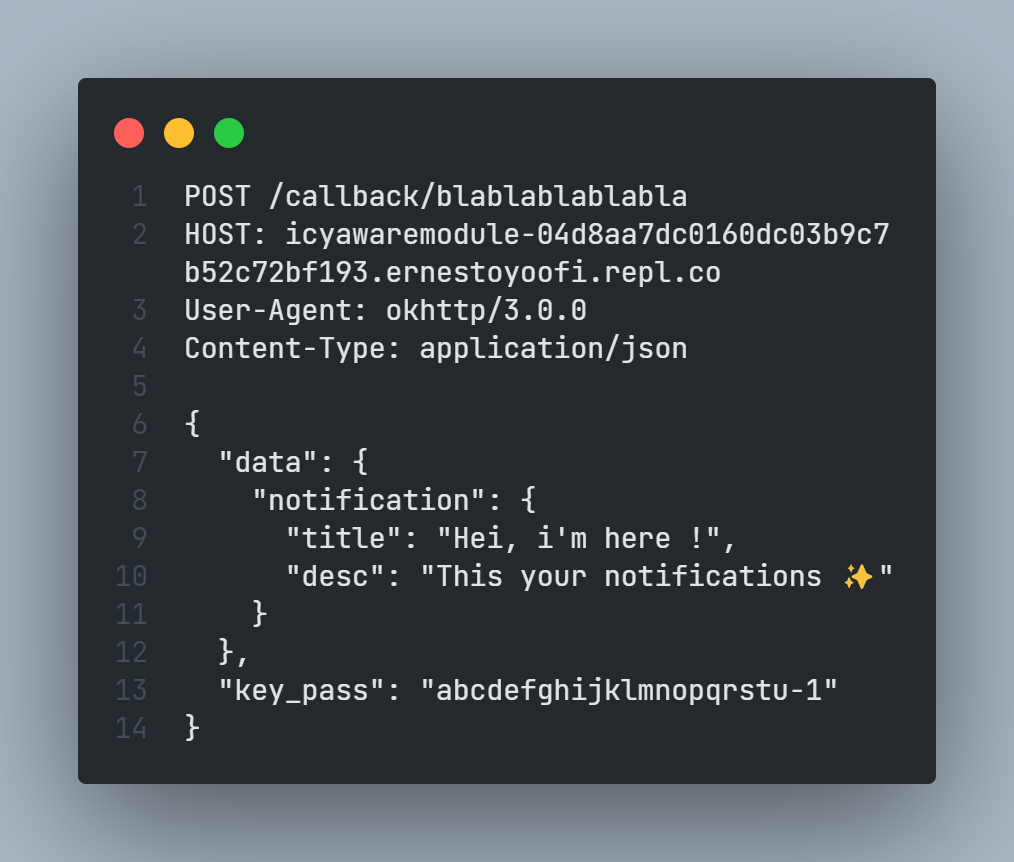 1 POST /callback/blablablablabla
2 HOST: icyawaremodule-04d8aa7dc0160dc03b9c7
b52c72bf193.ernestoyoofi.repl.co
3 User-Agent: okhttp/3.0.0
4 Content-Type: application/json
5
6 {
7   "data": {
8     "notification": {
9       "title": "Hei, i'm here !",
10       "desc": "This your notifications ✨"
11     }
12   },
13   "key_pass": "abcdefghijklmnopqrstu-1"
14 }